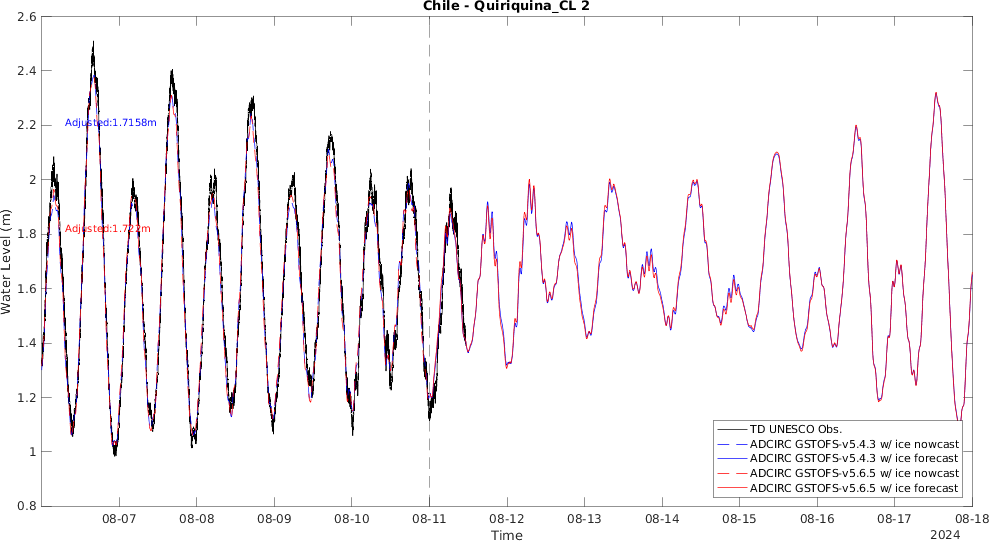 Chile - Quiriquina_CL 2
Water Level (m)
2.6
2.4
2.2
2
1.8
1.6
1.4
1.2
1
0.8
Adjusted:1.7158m
Adjusted:1.722m
TD UNESCO Obs.
ADCIRC GSTOFS-v5.4.3 w/ ice nowcast
ADCIRC GSTOFS-v5.4.3 w/ ice forecast
ADCIRC GSTOFS-v5.6.5 w/ ice nowcast
ADCIRC GSTOFS-v5.6.5 w/ ice forecast
08-07 08-08 08-09 08-10 08-11 08-12 08-13 08-14 08-15 08-16 08-17 08-18
Time
2024